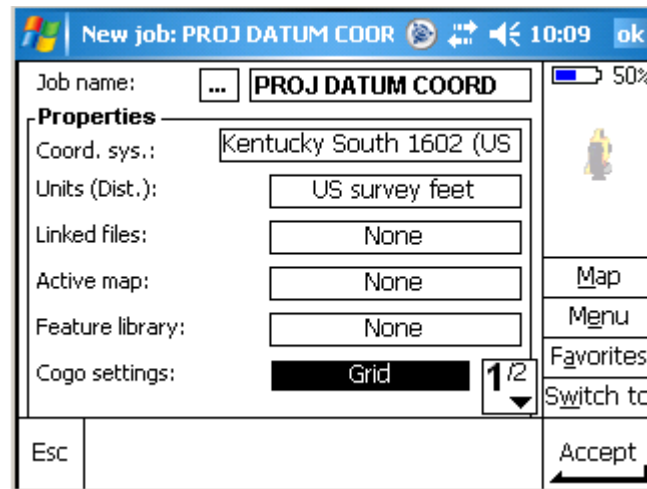 New job: PROJ DATUM COOR 10:09 ok
Job name: ... PROJ DATUM COORD
50%
Properties
Coord. sys.: Kentucky South 1602 (US
Units (Dist.): US survey feet
Linked files: None
Active map: None
Map
Feature library: None
Menu
Cogo settings: Grid 1/2
Favorites
Switch to
Esc
Accept